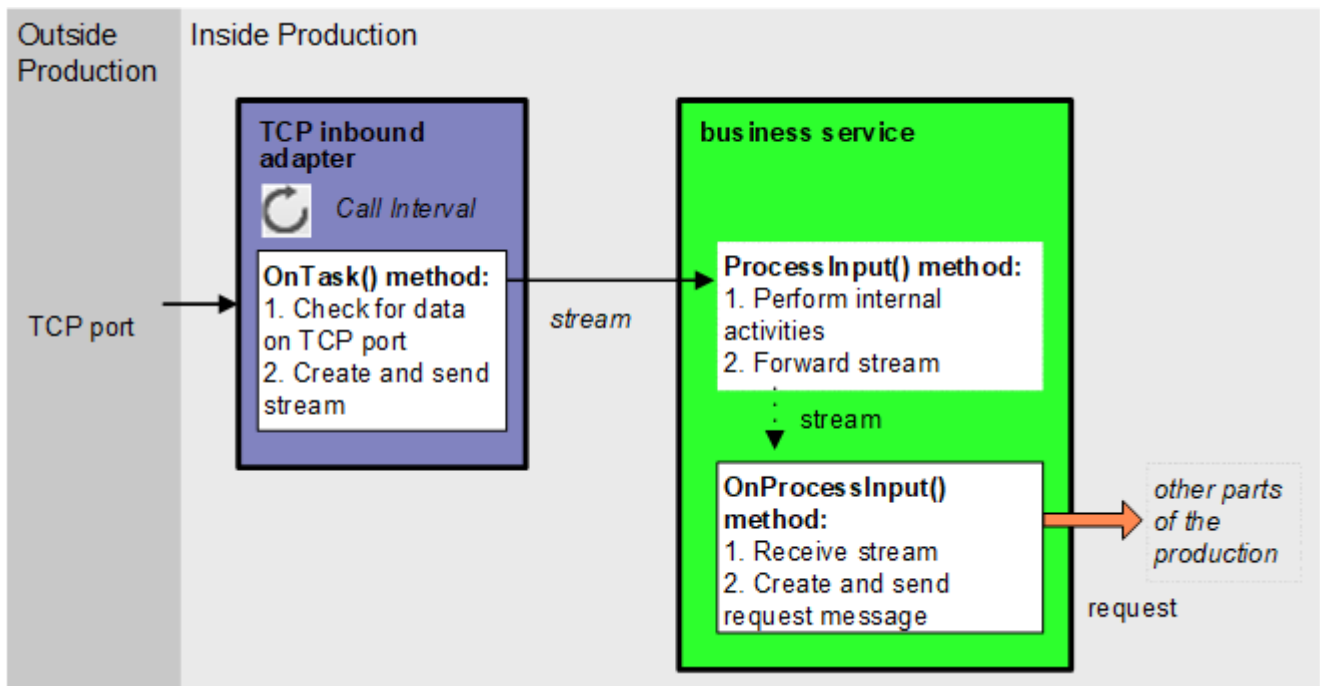 Outside
Production
Inside Production
TCP inbound
adapter
Call Interval
OnTask() method:
1. Check for data
on TCP port
2. Create and send
stream
TCP port
stream
business service
ProcessInput() method:
1. Perform internal
activities
2. Forward stream
stream
OnProcessInput()
method:
1. Receive stream
2. Create and send
request message
other parts
of the
production
request